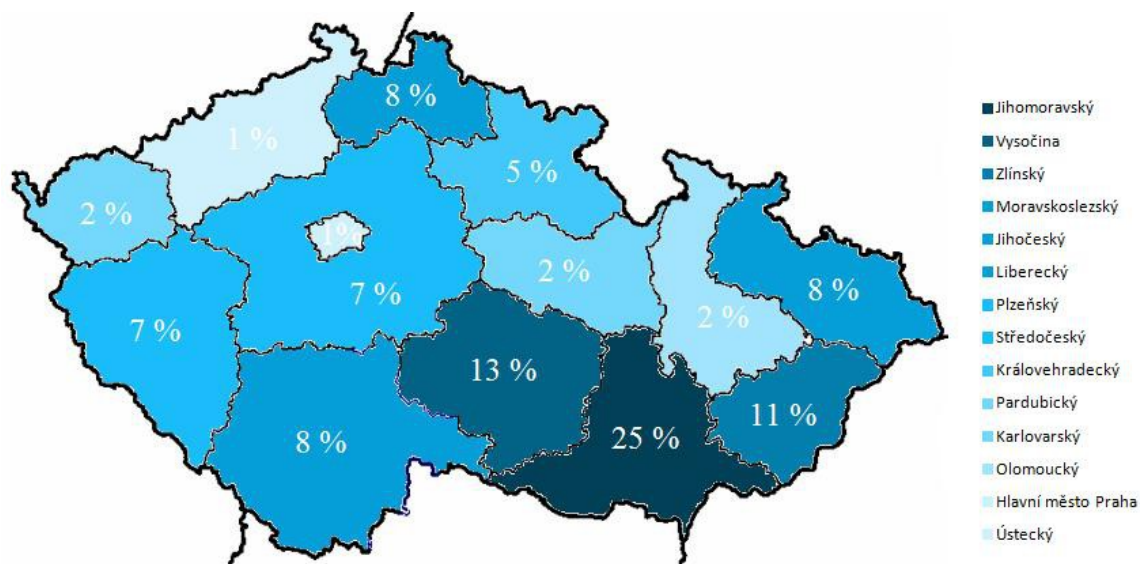 8 %
1 %
5 %
2 %
1%
2 %
7 %
8 %
7 %
2 %
13 %
11 %
8 %
25 %
Jihomoravský
Vysočina
Zlínský
Moravskoslezský
Jihočeský
Liberecký
Plzeňský
Středočeský
Královehradecký
Pardubický
Karlovarský
Olomoucký
Hlavní město Praha
Ústecký